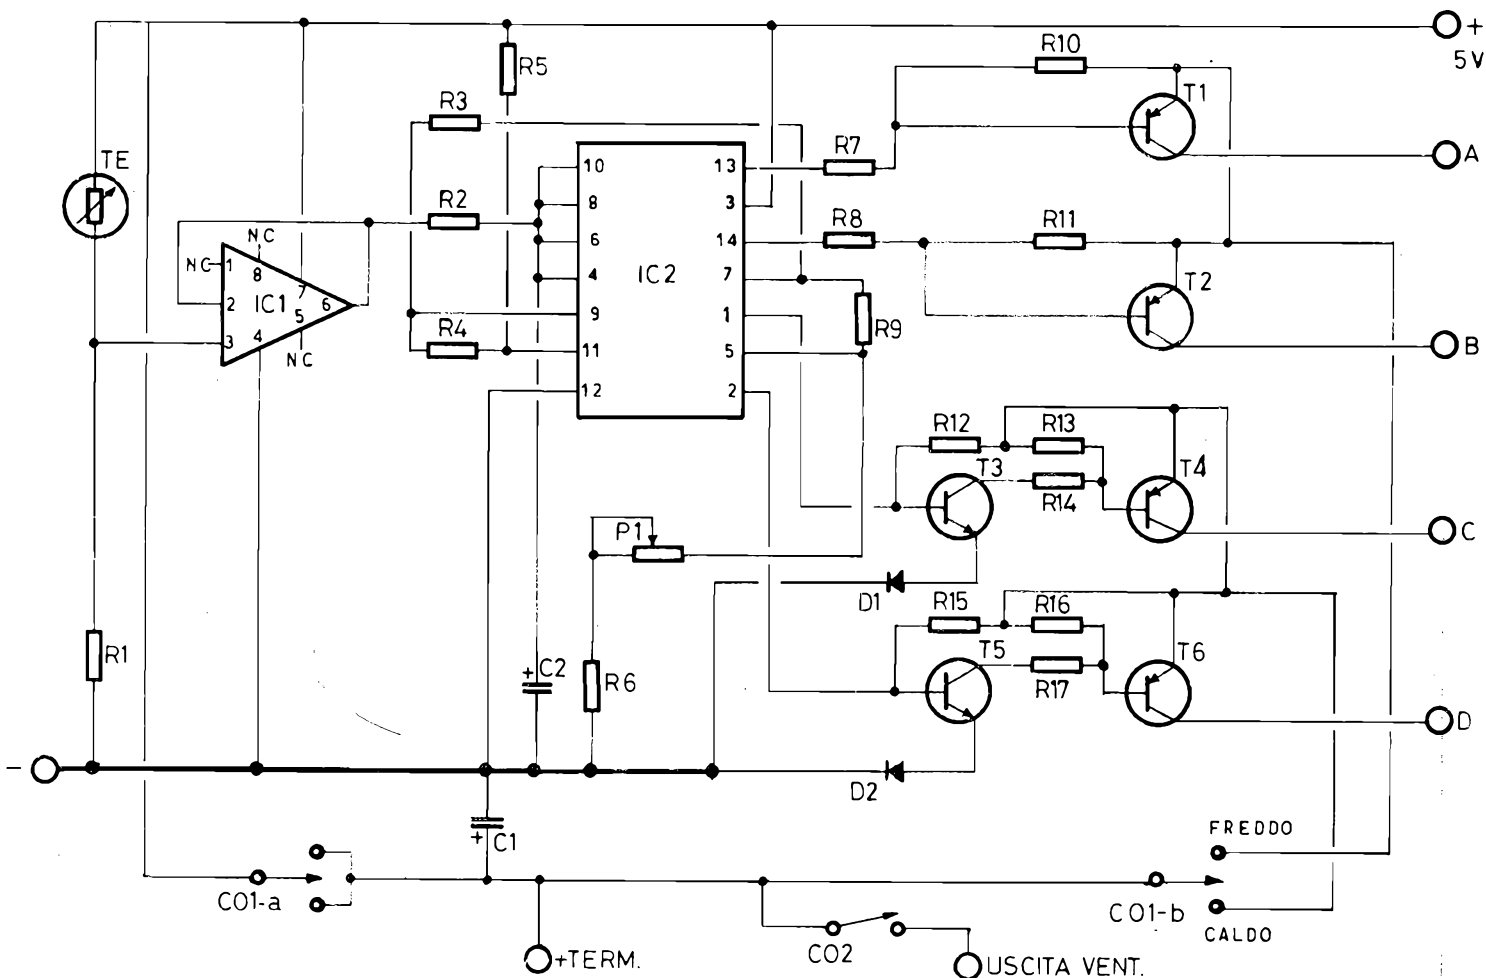 +
5V
R10
R5
R3
T1
TE
10
13
R7
A
8
3
R2
R8
R11
6
14
NC
NC
1
8
IC2
4
7
T2
2
IC1
7
6
9
1
R9
5
R4
3
4
11
5
B
NC
12
2
R12
R13
T3
T4
R14
P1
C
D1
R15
R16
R1
T5
T6
+
C2
R6
R17
D
-
D2
+
C1
FREDDO
CO1-a
CO1-b
CO2
CALDO
+TERM.
USCITA VENT.